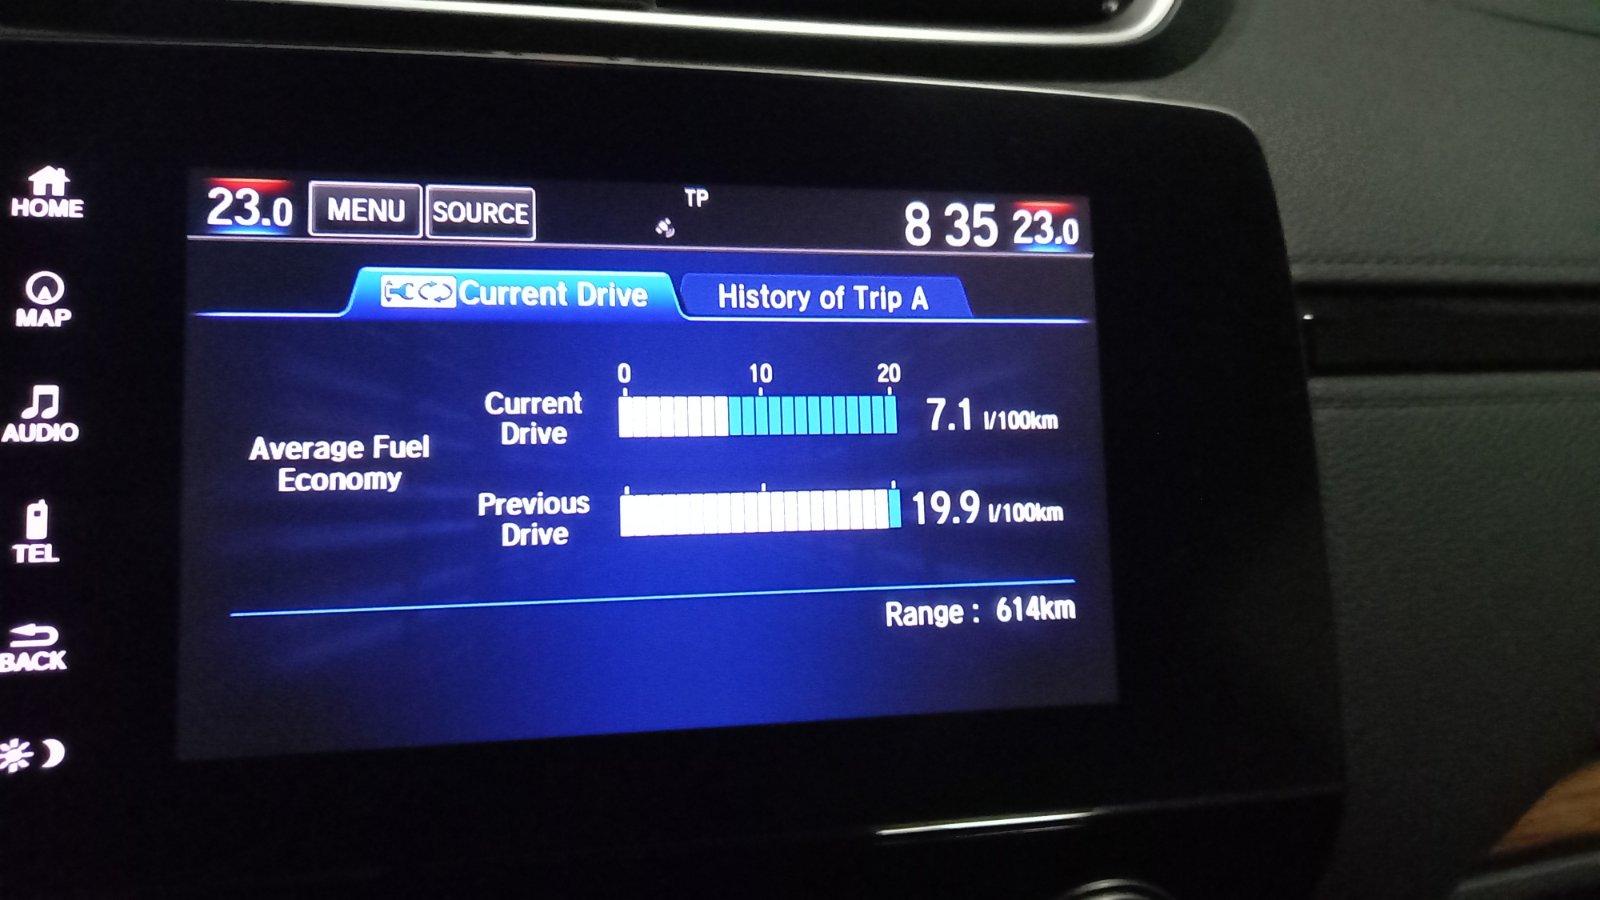 HOME
MAP
AUDIO
TEL
BACK
23.0 MENU SOURCE TP 8 35 23.0
Current Drive History of Trip A
0 10 20
Average Fuel
Economy
Current
Drive
7.1 l/100km
Previous
Drive
19.9 l/100km
Range : 614km